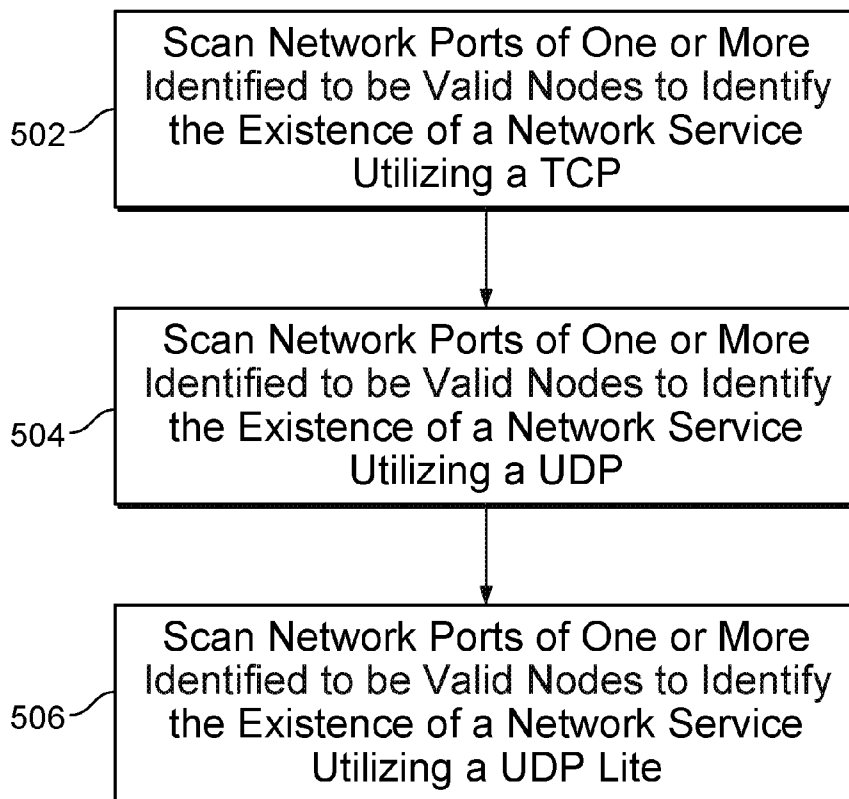 Scan Network Ports of One or More
Identified to be Valid Nodes to Identify
the Existence of a Network Service
Utilizing a TCP
502
Scan Network Ports of One or More
Identified to be Valid Nodes to Identify
the Existence of a Network Service
Utilizing a UDP
504
Scan Network Ports of One or More
Identified to be Valid Nodes to Identify
the Existence of a Network Service
Utilizing a UDP Lite
506